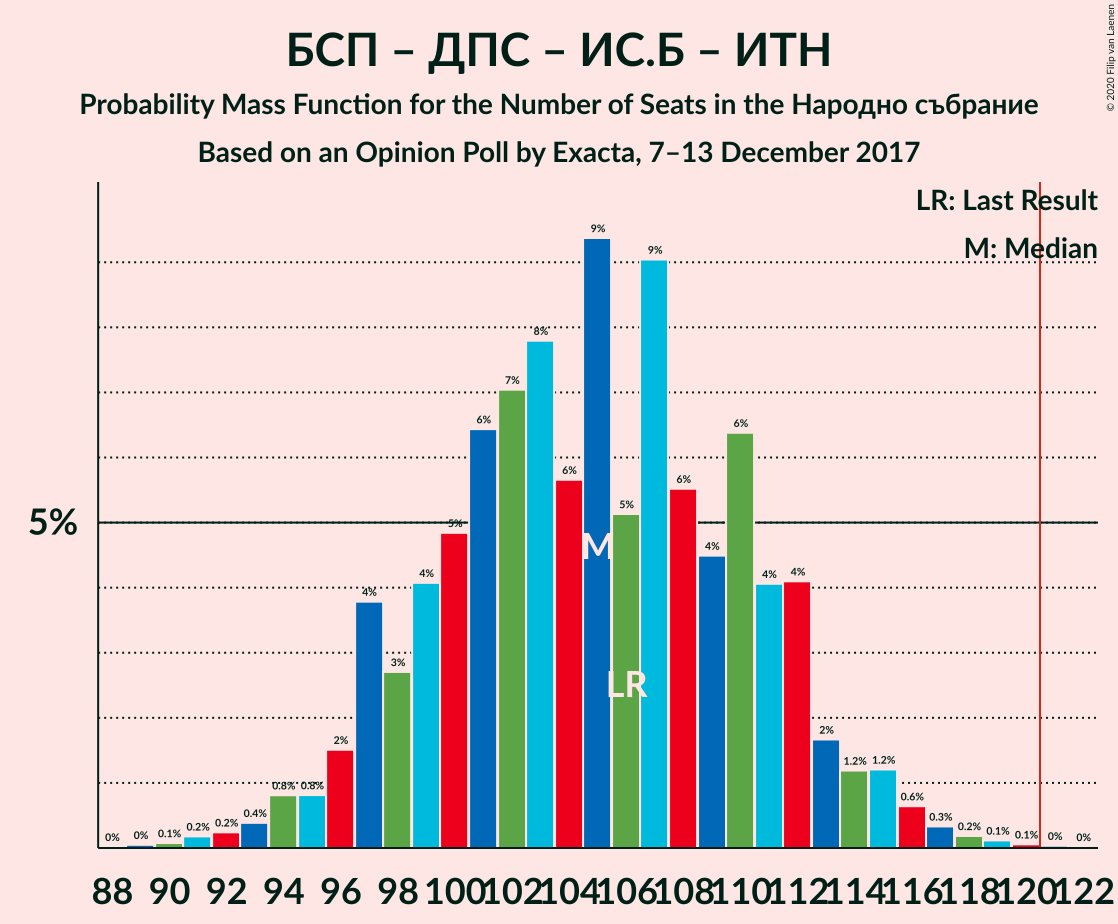 БСП – ДПС – ИС.Б – ИТН
Probability Mass Function for the Number of Seats in the Народно събрание
Based on an Opinion Poll by Exacta, 7–13 December 2017
© 2020 Filip van Laenen
LR: Last Result
M: Median
5%
0% 0% 0.1% 0.2% 0.2% 0.4% 0.8% 0.8% 2% 4% 3% 4% 5% 6% 7% 8% 6% 9% 5% 9% 6% 4% 6% 4% 4% 2% 1.2% 1.2% 0.6% 0.3% 0.2% 0.1% 0.1% 0% 0%
M
LR
88 90 92 94 96 98 100 102 104 106 108 110 112 114 116 118 120 122